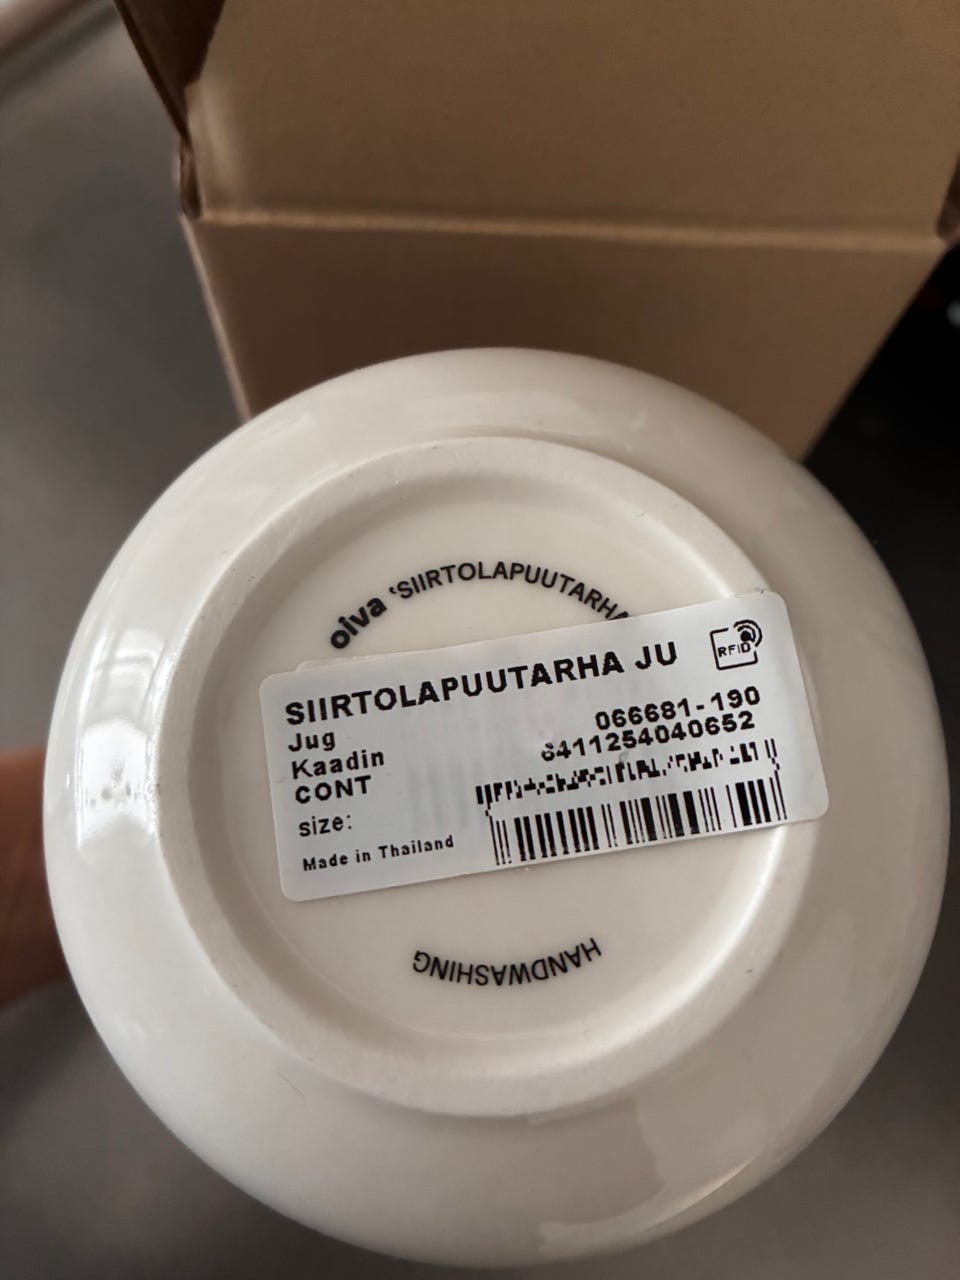 oiva ‘SIIRTOLAPUUTARHA
SIIRTOLAPUUTARHA JU
RFID
Jug
066681-190
Kaadin
6411254040652
CONT
size:
Made in Thailand
HANDWASHING